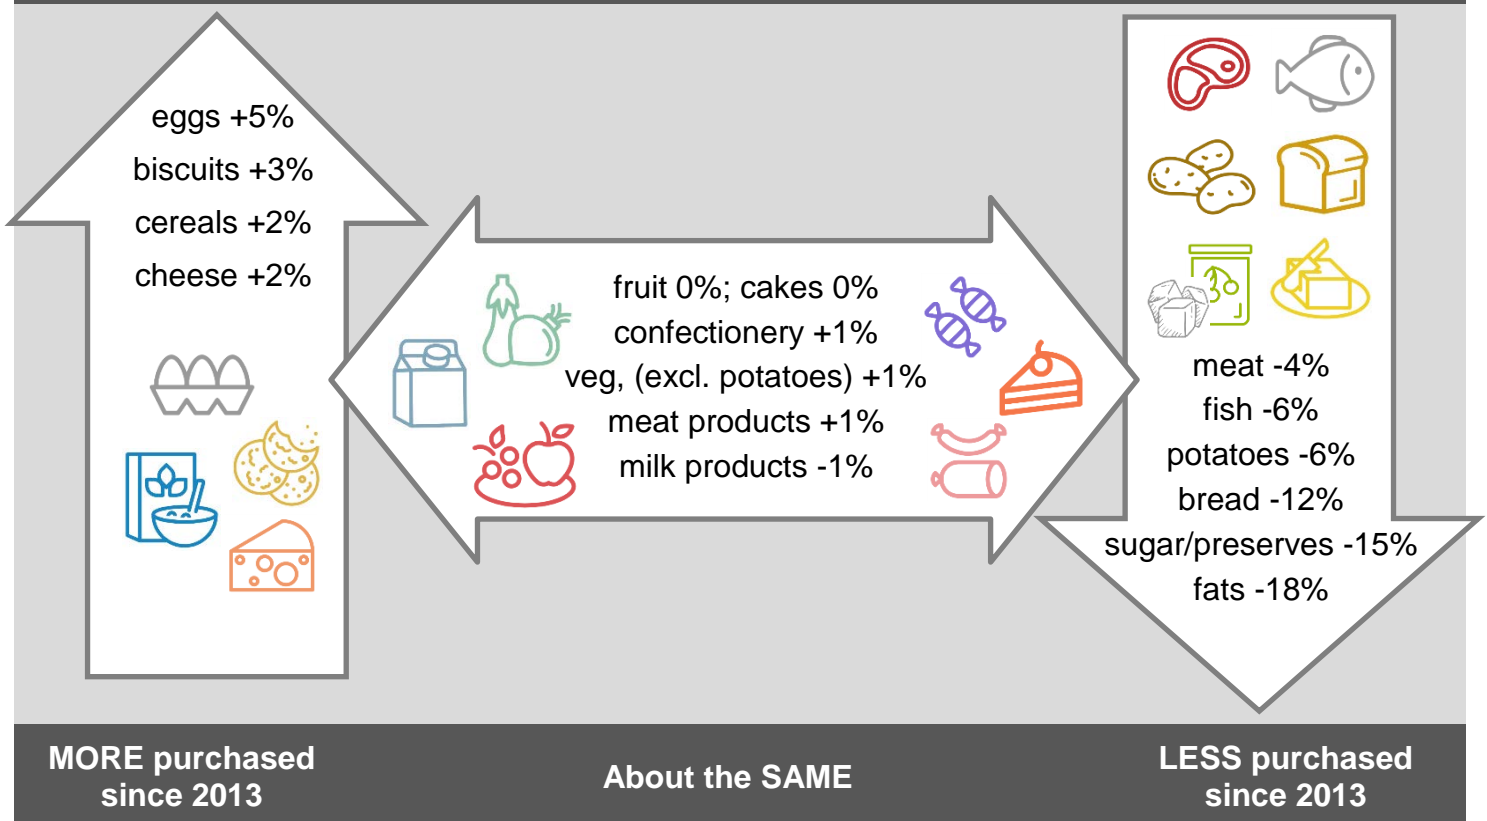 eggs +5%
biscuits +3%
cereals +2%
cheese +2%
fruit 0%; cakes 0%
confectionery +1%
veg, (excl. potatoes) +1%
meat products +1%
milk products -1%
meat -4%
fish -6%
potatoes -6%
bread -12%
sugar/preserves -15%
fats -18%
MORE purchased
since 2013
About the SAME
LESS purchased
since 2013